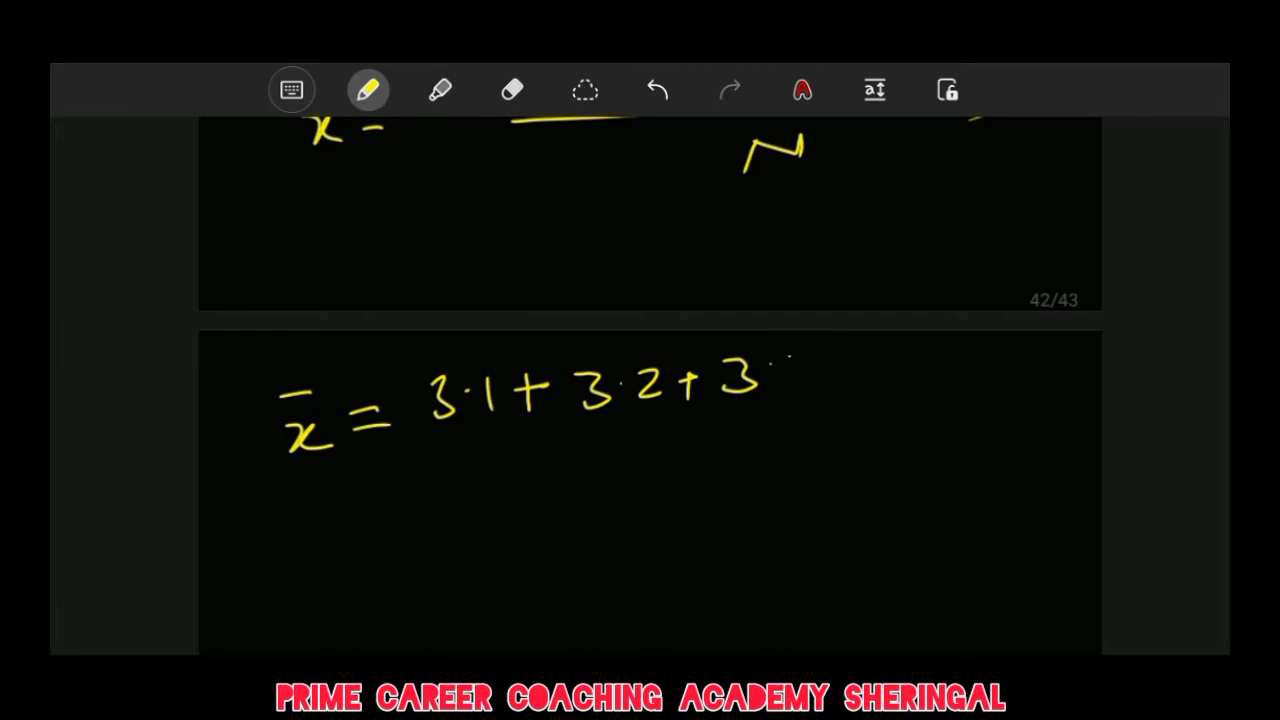 x =
N
42/43
x̄ = 3.1 + 3.2 + 3.
PRIME CAREER COACHING ACADEMY SHERINGAL